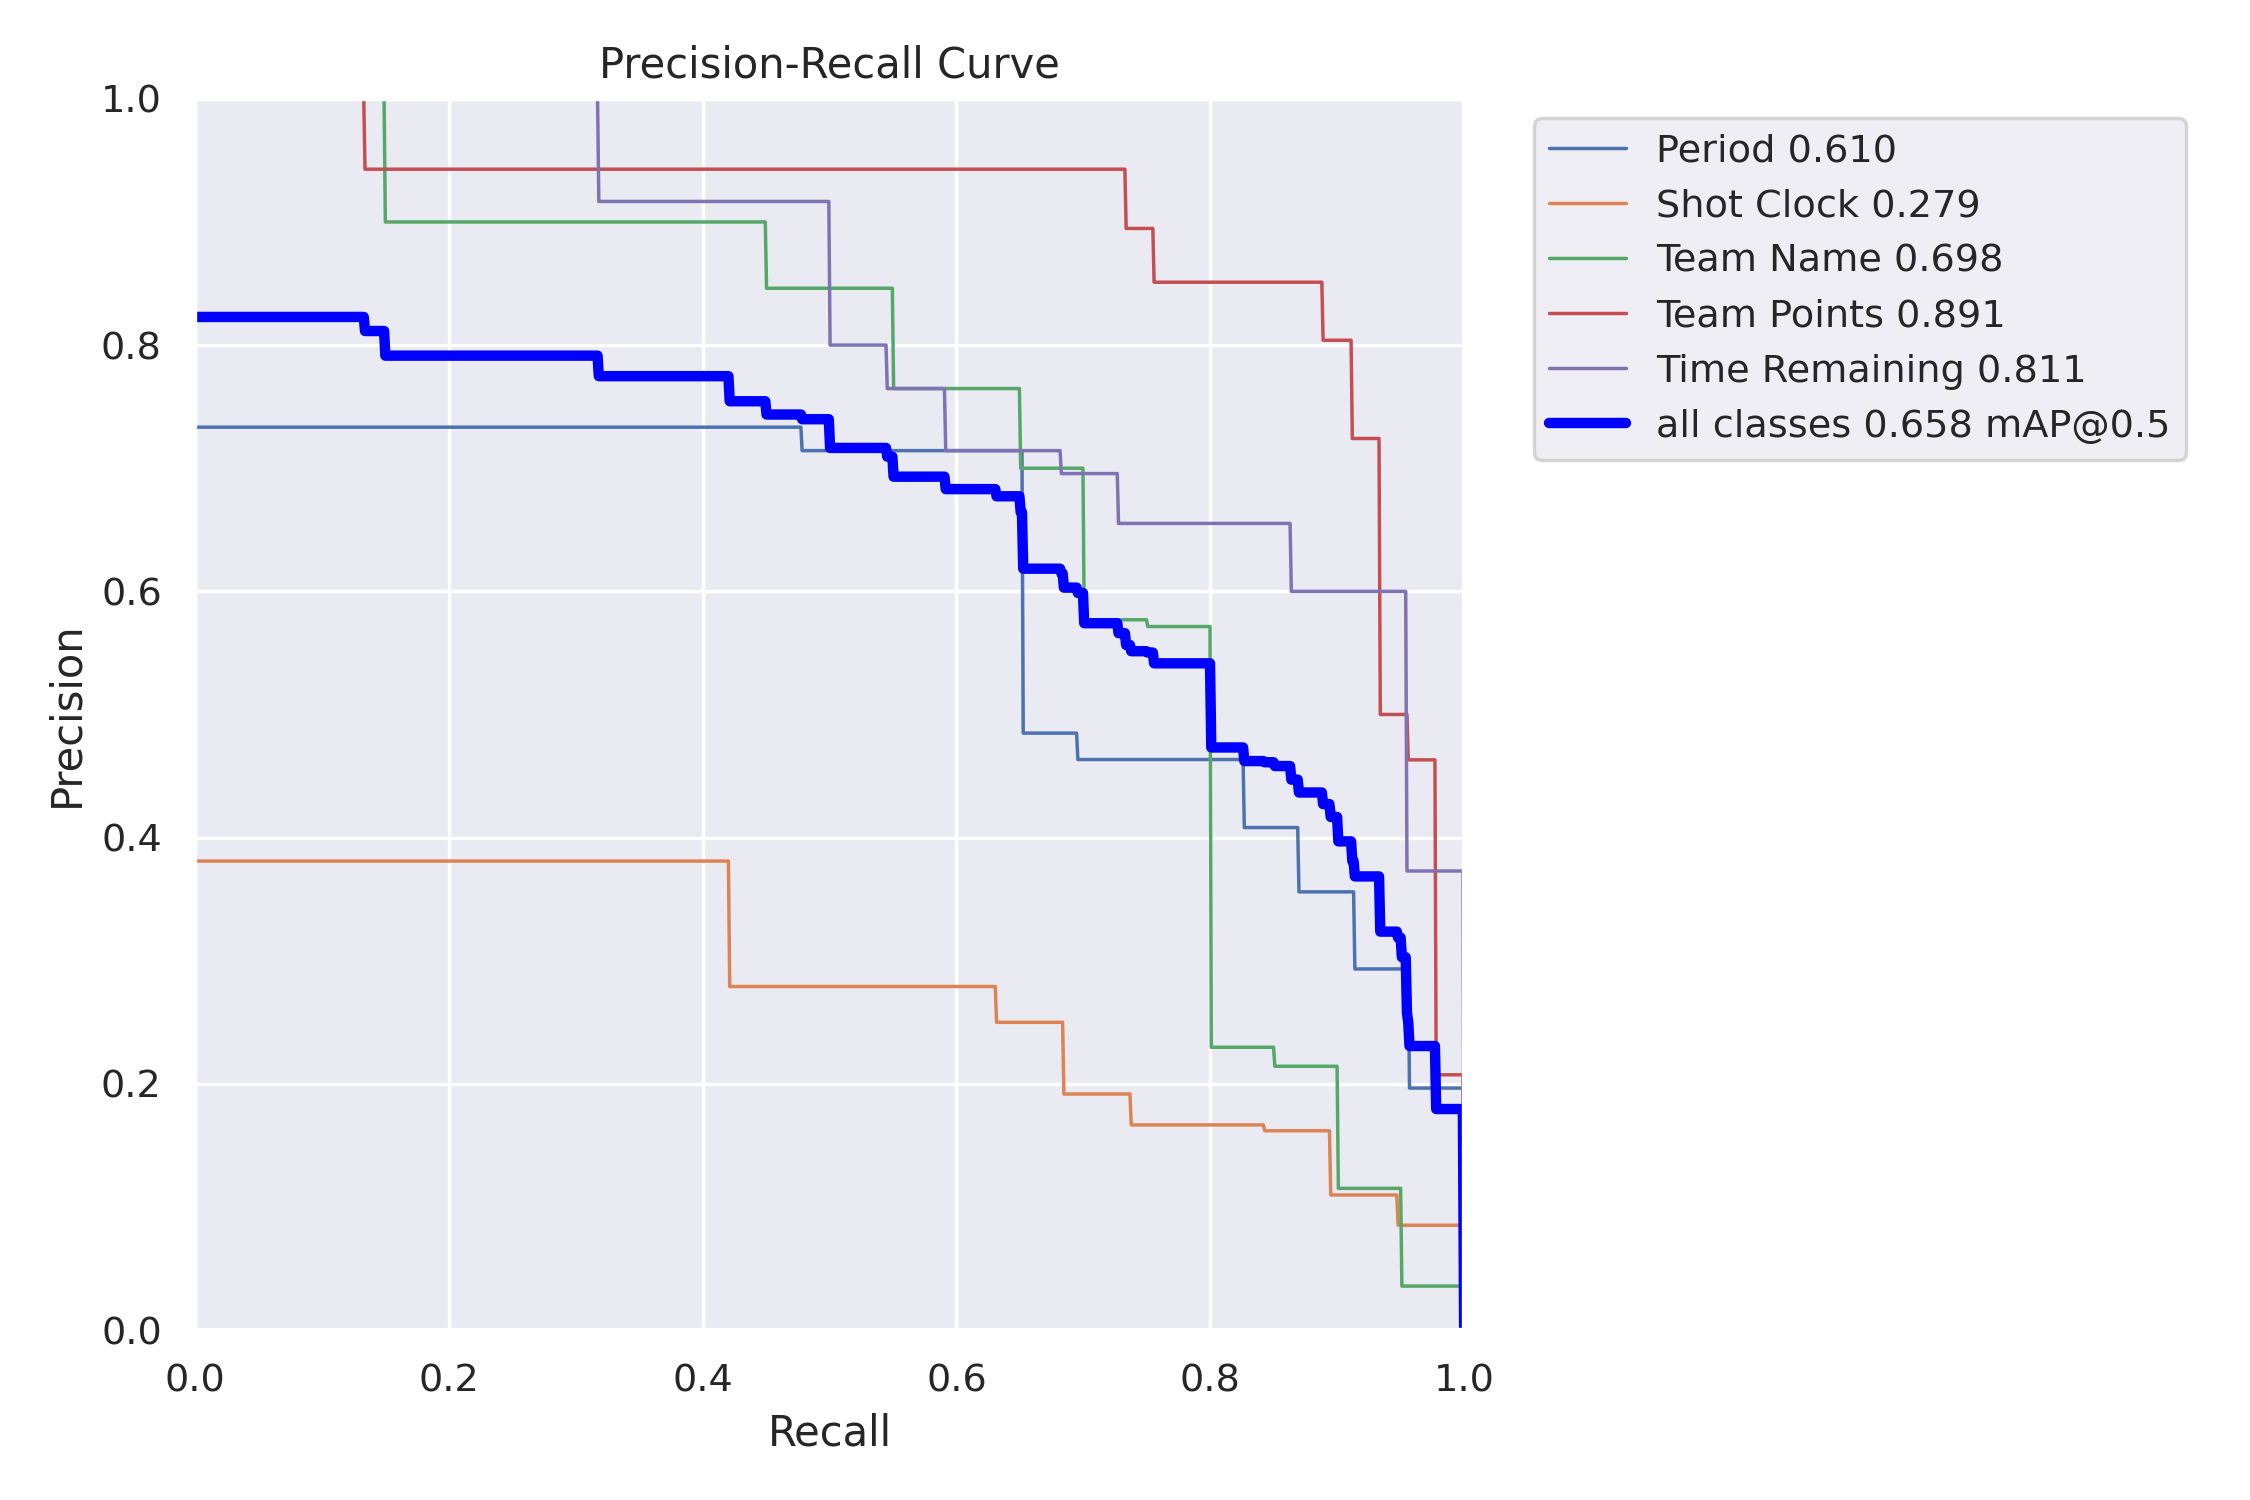 Precision-Recall Curve
1.0
0.8
0.6
0.4
0.2
0.0
Precision
0.0 0.2 0.4 0.6 0.8 1.0
Recall
Period 0.610
Shot Clock 0.279
Team Name 0.698
Team Points 0.891
Time Remaining 0.811
all classes 0.658 mAP@0.5